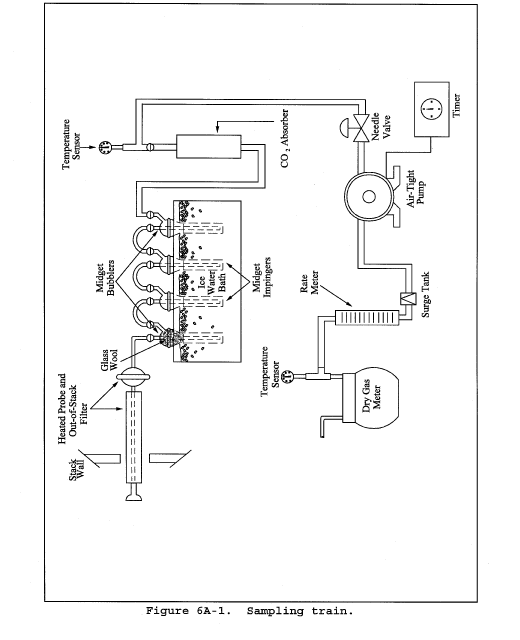 Temperature
Sensor
CO2 Absorber
Needle
Valve
Timer
Air-Tight
Pump
Midget
Bubblers
Ice
Water
Bath
Midget
Impingers
Rate
Meter
Surge Tank
Glass
Wool
Heated Probe and
Out-of-Stack
Filter
Stack
Wall
Temperature
Sensor
Dry Gas
Meter
Figure 6A-1. Sampling train.